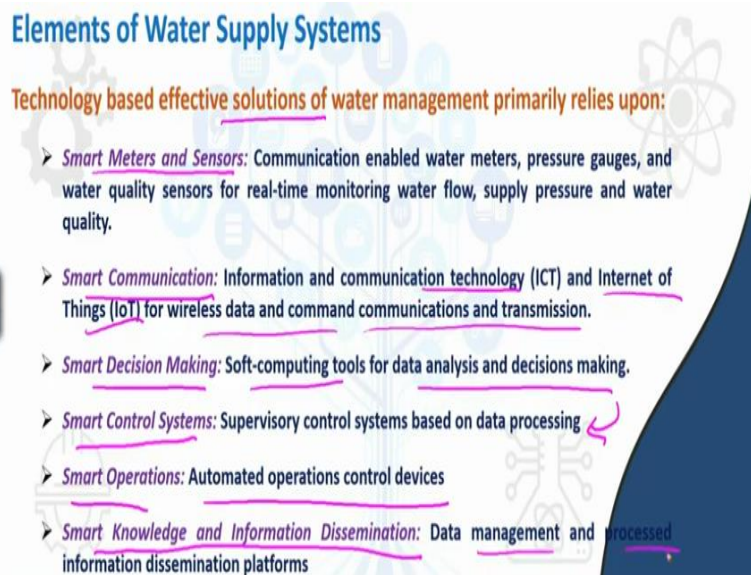 Elements of Water Supply Systems
Technology based effective solutions of water management primarily relies upon:
➤ Smart Meters and Sensors: Communication enabled water meters, pressure gauges, and
water quality sensors for real-time monitoring water flow, supply pressure and water
quality.
➤ Smart Communication: Information and communication technology (ICT) and Internet of
Things (IoT) for wireless data and command communications and transmission.
➤ Smart Decision Making: Soft-computing tools for data analysis and decisions making.
➤ Smart Control Systems: Supervisory control systems based on data processing
➤ Smart Operations: Automated operations control devices
➤ Smart Knowledge and Information Dissemination: Data management and processed
information dissemination platforms